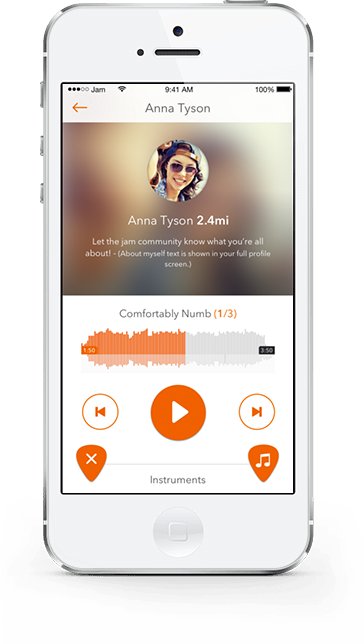 Jam 9:41 AM 100%
Anna Tyson
Anna Tyson 2.4mi
Let the jam community know what you're all
about! - (About myself text is shown in your full profile
screen.)
Comfortably Numb (1/3)
1:50 3:50
Instruments